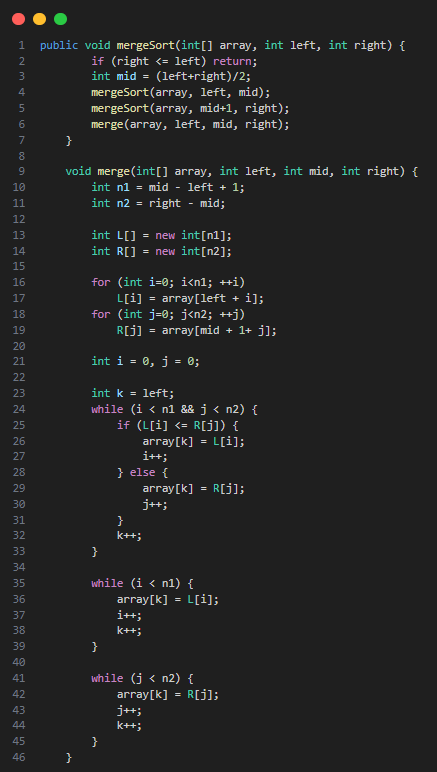 1 public void mergeSort(int[] array, int left, int right) {
2 if (right <= left) return;
3 int mid = (left+right)/2;
4 mergeSort(array, left, mid);
5 mergeSort(array, mid+1, right);
6 merge(array, left, mid, right);
7 }
8
9 void merge(int[] array, int left, int mid, int right) {
10 int n1 = mid - left + 1;
11 int n2 = right - mid;
12
13 int L[] = new int[n1];
14 int R[] = new int[n2];
15
16 for (int i=0; i<n1; ++i)
17 L[i] = array[left + i];
18 for (int j=0; j<n2; ++j)
19 R[j] = array[mid + 1+ j];
20
21 int i = 0, j = 0;
22
23 int k = left;
24 while (i < n1 && j < n2) {
25 if (L[i] <= R[j]) {
26 array[k] = L[i];
27 i++;
28 } else {
29 array[k] = R[j];
30 j++;
31 }
32 k++;
33 }
34
35 while (i < n1) {
36 array[k] = L[i];
37 i++;
38 k++;
39 }
40
41 while (j < n2) {
42 array[k] = R[j];
43 j++;
44 k++;
45 }
46 }